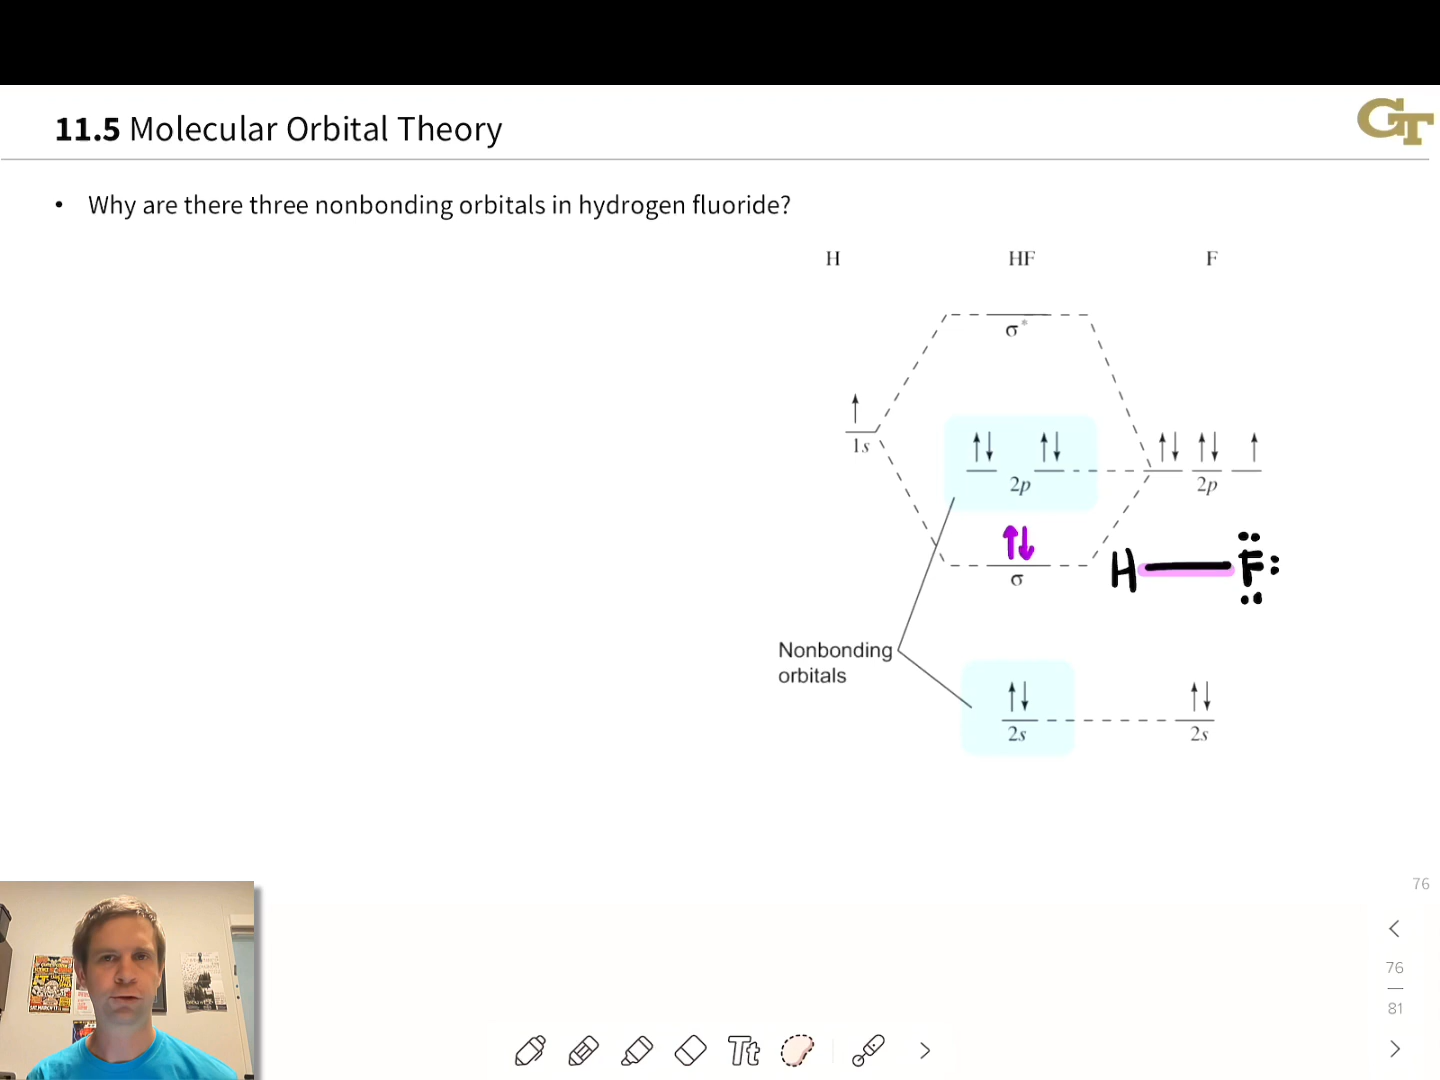 11.5 Molecular Orbital Theory
GT
• Why are there three nonbonding orbitals in hydrogen fluoride?
H HF F
σ*
↑ ↑↓ ↑↓ ↑↓ ↑↓ ↑
1s 2p 2p
↑↓
σ
H F
Nonbonding
orbitals
↑↓ ↑↓
2s 2s
76
<
76
81
>
Tt >